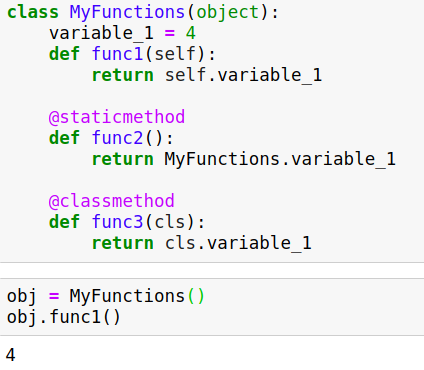 class MyFunctions(object):
    variable_1 = 4
    def func1(self):
        return self.variable_1
    @staticmethod
    def func2():
        return MyFunctions.variable_1
    @classmethod
    def func3(cls):
        return cls.variable_1
obj = MyFunctions()
obj.func1()
4